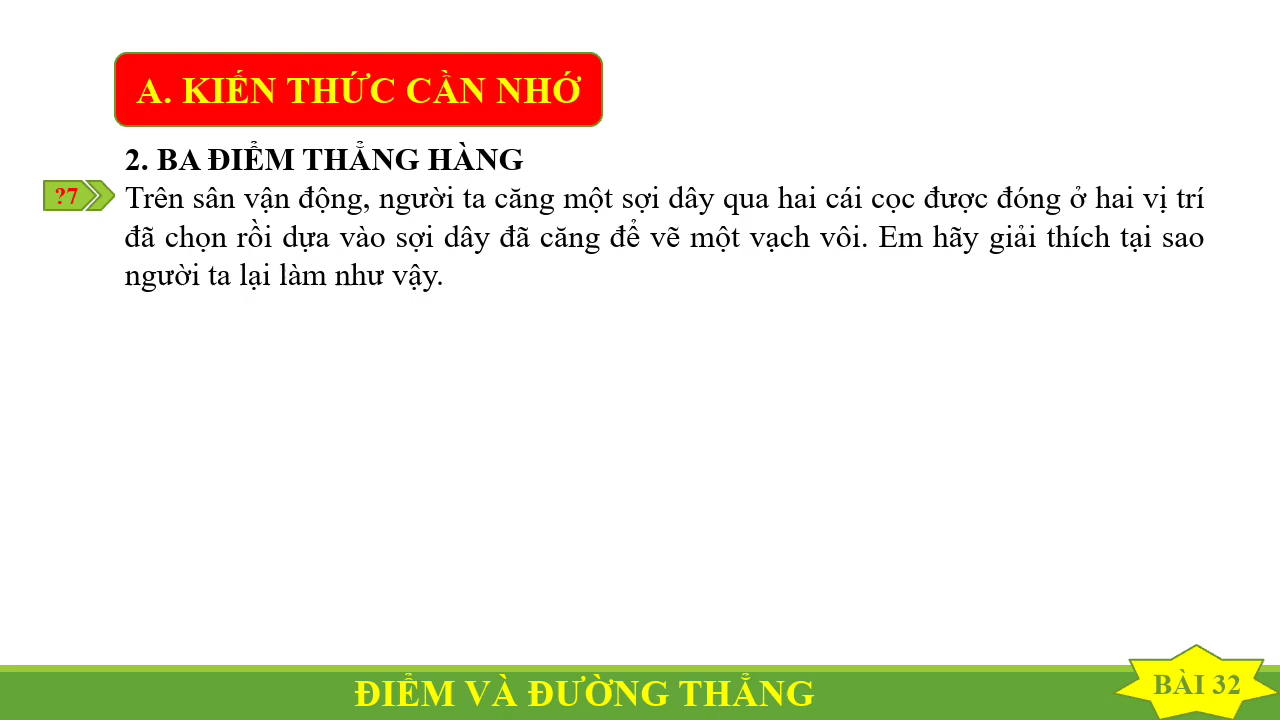 A. KIẾN THỨC CẦN NHỚ
2. BA ĐIỂM THẲNG HÀNG
?7
Trên sân vận động, người ta căng một sợi dây qua hai cái cọc được đóng ở hai vị trí
đã chọn rồi dựa vào sợi dây đã căng để vẽ một vạch vôi. Em hãy giải thích tại sao
người ta lại làm như vậy.
ĐIỂM VÀ ĐƯỜNG THẲNG
BÀI 32